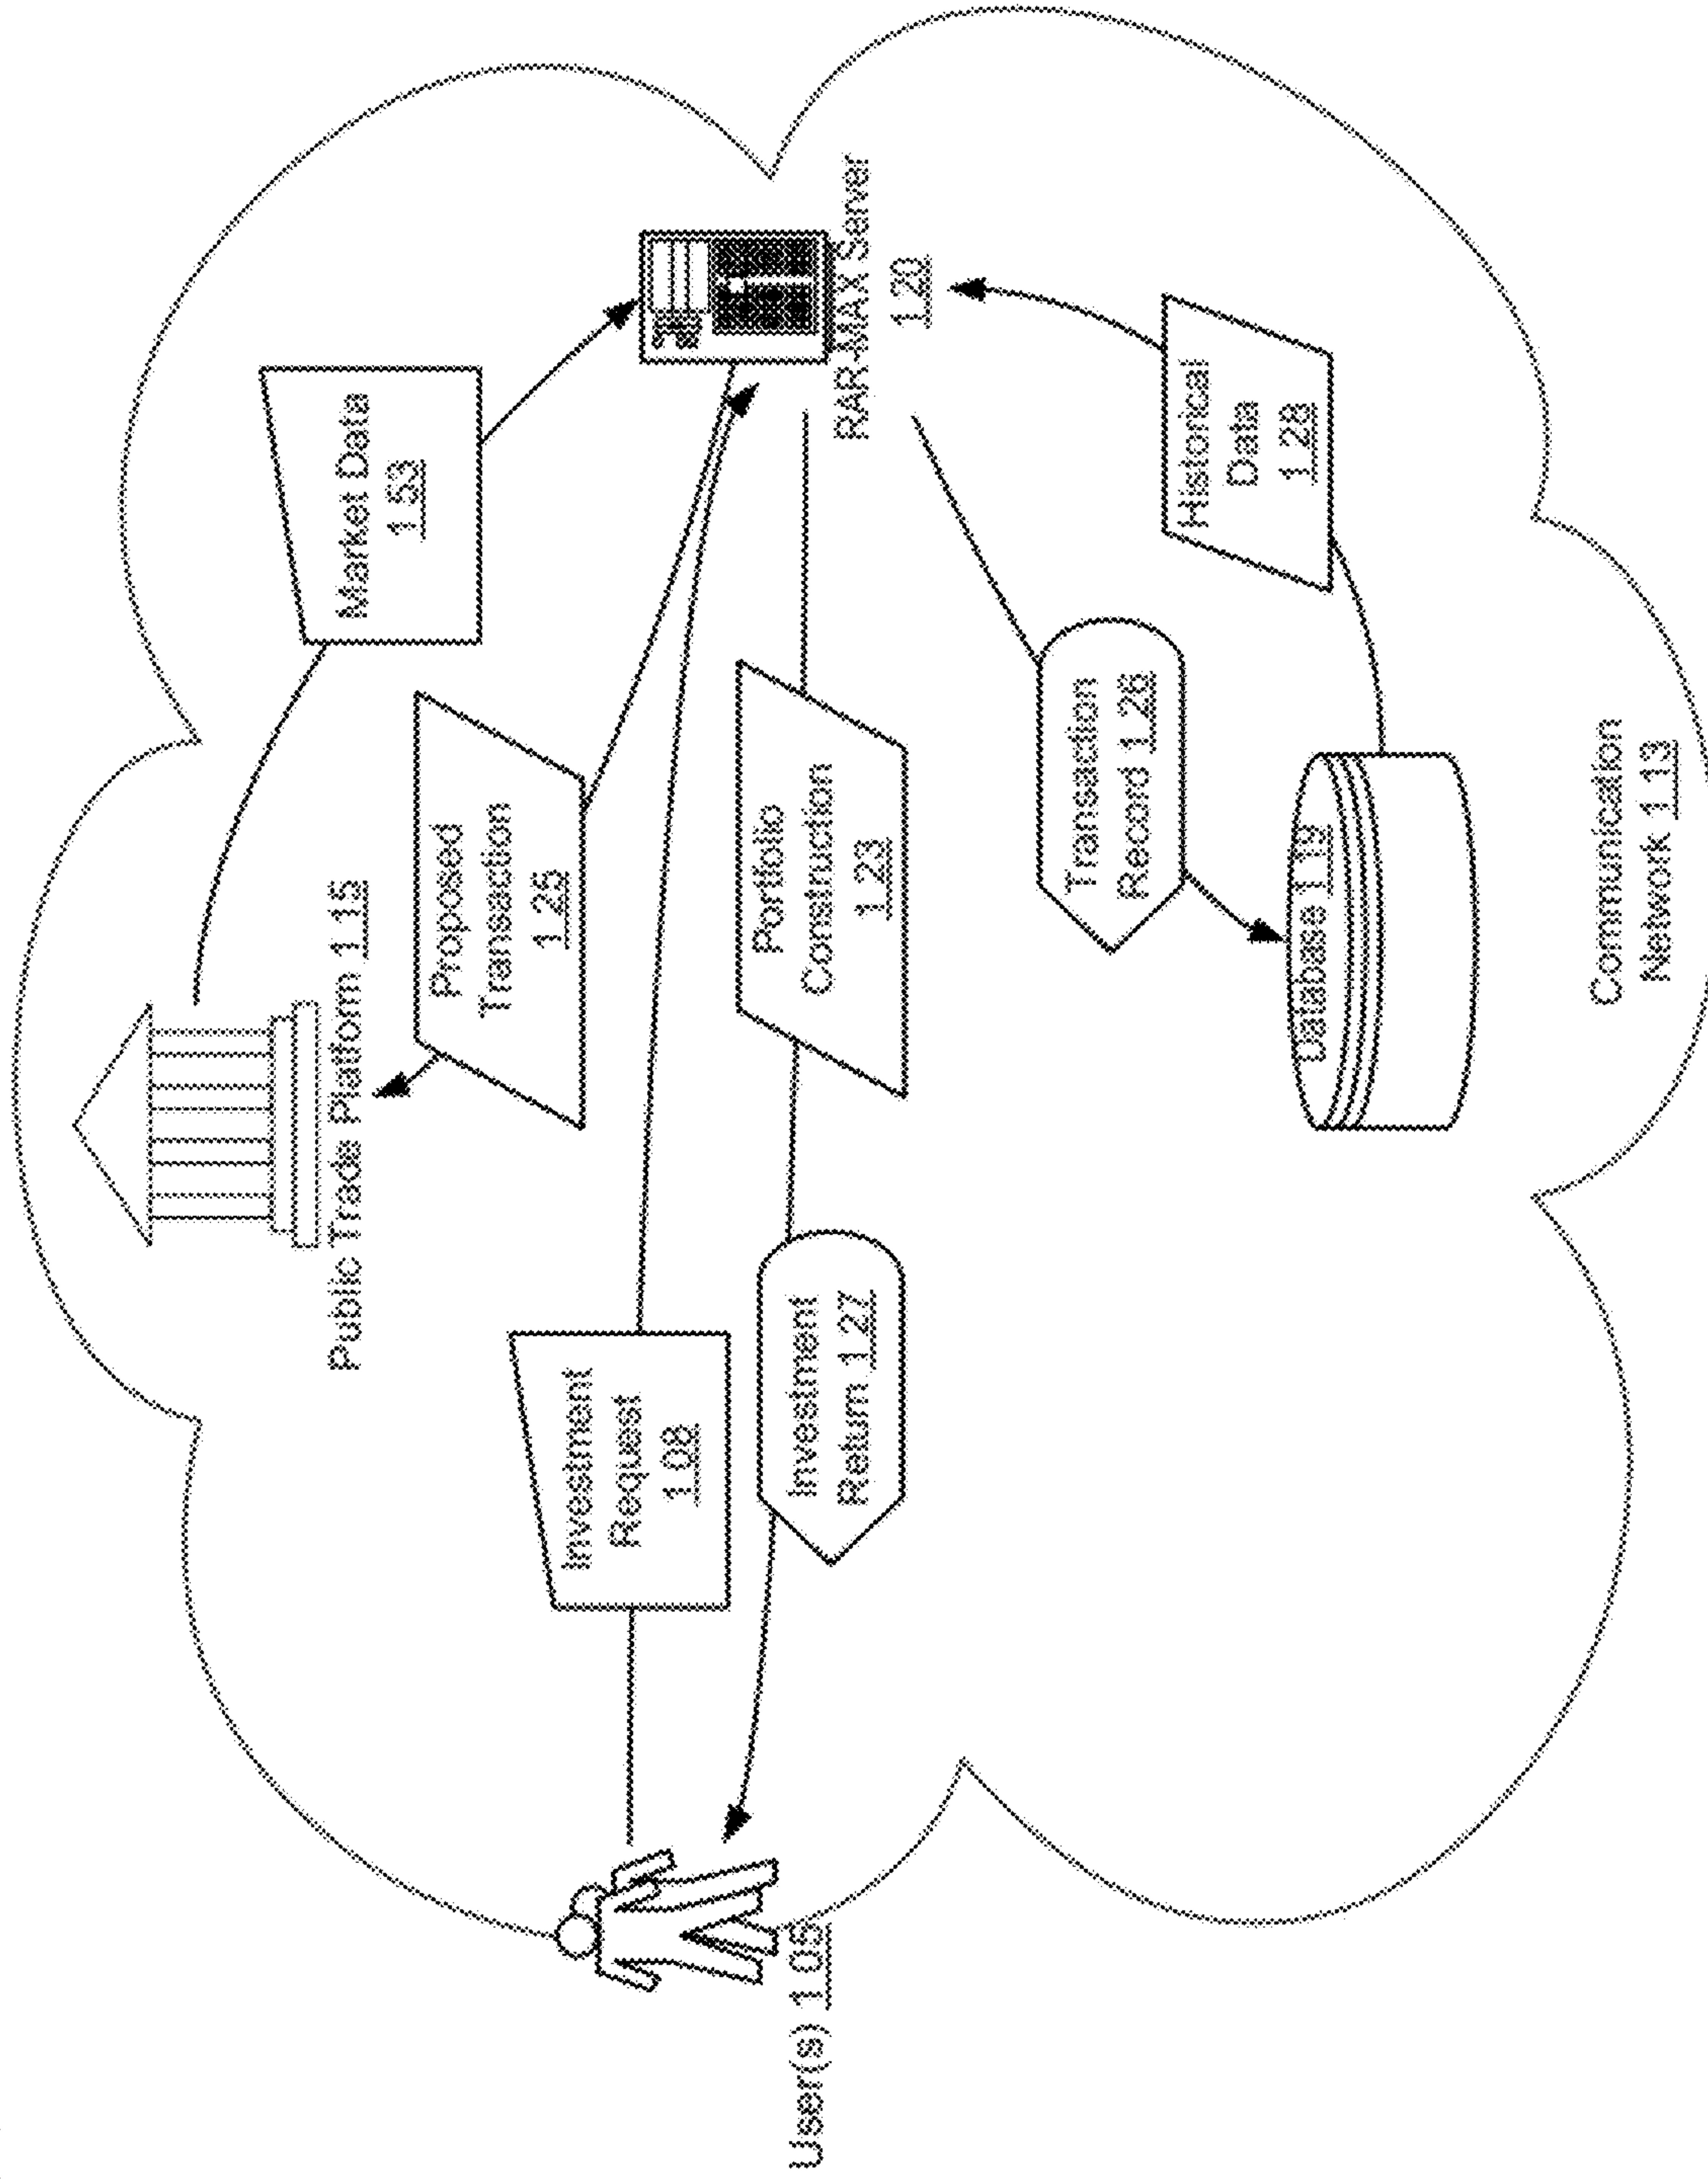 Public Trade Platform 115
Market Data
153
Proposed
Transaction
125
Investment
Request
108
RAR-MAX Server
120
Portfolio
Construction
123
Investment
Return 127
User(s) 105
Transaction
Record 126
Historical
Data
128
Database 119
Communication
Network 113